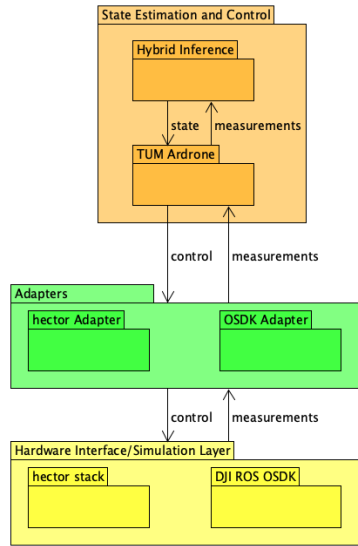 State Estimation and Control
Hybrid Inference
state measurements
TUM Ardrone
control measurements
Adapters
hector Adapter OSDK Adapter
control measurements
Hardware Interface/Simulation Layer
hector stack DJI ROS OSDK